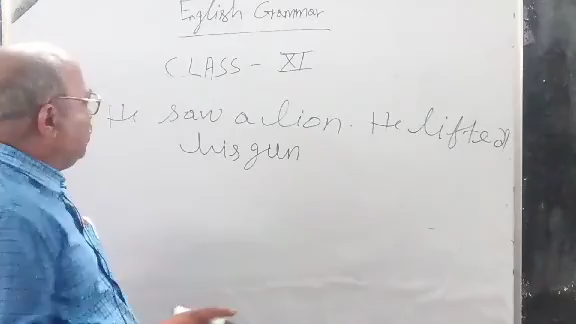 English Grammar
CLASS - XI
He saw a lion. He lifted
his gun